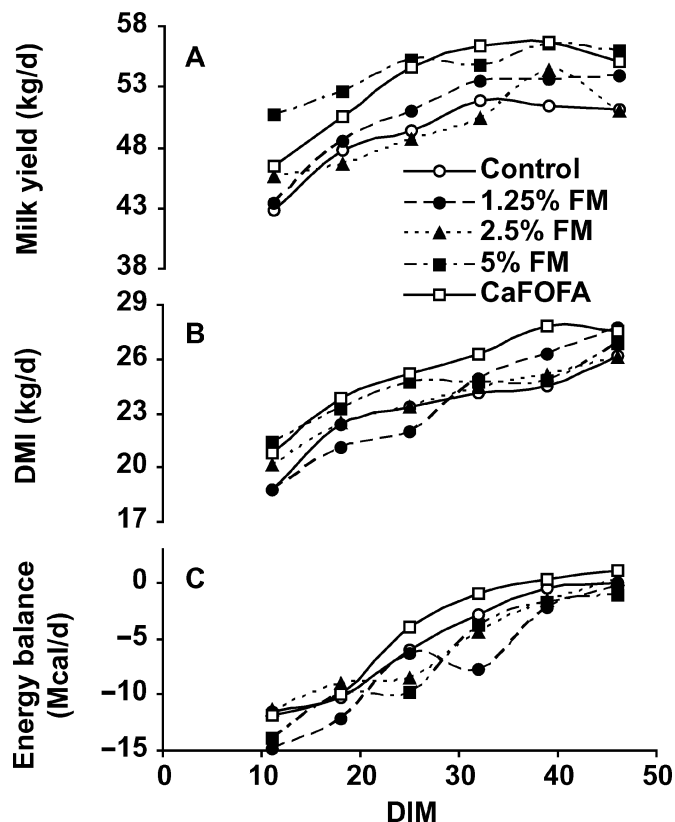 58
53
48
43
38
Milk yield (kg/d)
A
Control
1.25% FM
2.5% FM
5% FM
CaFOFA
29
26
23
20
17
DMI (kg/d)
B
0
−5
−10
−15
Energy balance
(Mcal/d)
C
0 10 20 30 40 50
DIM